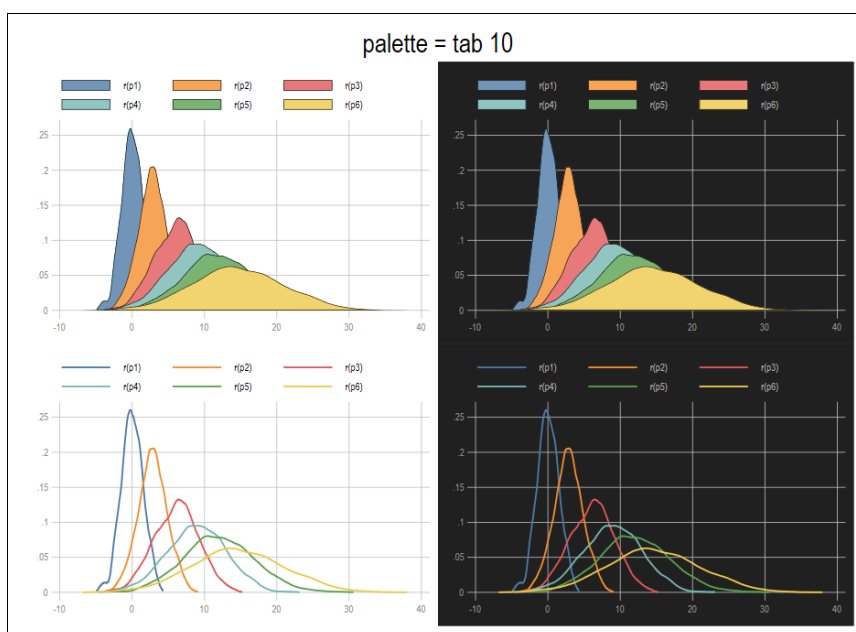 palette = tab 10
r(p1) r(p2) r(p3)
r(p4) r(p5) r(p6)
.25
.2
.15
.1
.05
0
-10 0 10 20 30 40
r(p1) r(p2) r(p3)
r(p4) r(p5) r(p6)
.25
.2
.15
.1
.05
0
-10 0 10 20 30 40
r(p1) r(p2) r(p3)
r(p4) r(p5) r(p6)
.25
.2
.15
.1
.05
0
-10 0 10 20 30 40
r(p1) r(p2) r(p3)
r(p4) r(p5) r(p6)
.25
.2
.15
.1
.05
0
-10 0 10 20 30 40